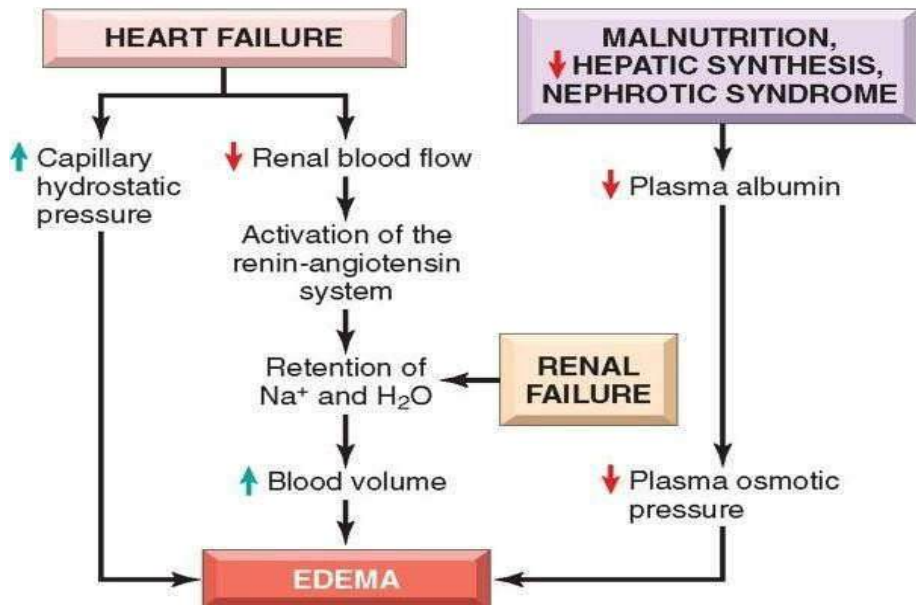 HEART FAILURE
MALNUTRITION,
↓ HEPATIC SYNTHESIS,
NEPHROTIC SYNDROME
↑ Capillary
hydrostatic
pressure
↓ Renal blood flow
Activation of the
renin-angiotensin
system
Retention of
Na⁺ and H₂O
RENAL
FAILURE
↑ Blood volume
↓ Plasma albumin
↓ Plasma osmotic
pressure
EDEMA